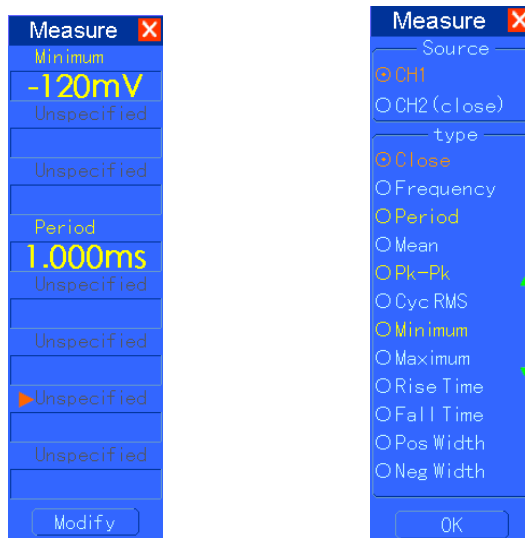 Measure X
Minimum
-120mV
Unspecified
Unspecified
Period
1.000ms
Unspecified
Unspecified
Unspecified
Unspecified
Modify
Measure X
Source
CH1
CH2(close)
type
Close
Frequency
Period
Mean
Pk-Pk
Cyc RMS
Minimum
Maximum
Rise Time
Fall Time
Pos Width
Neg Width
OK